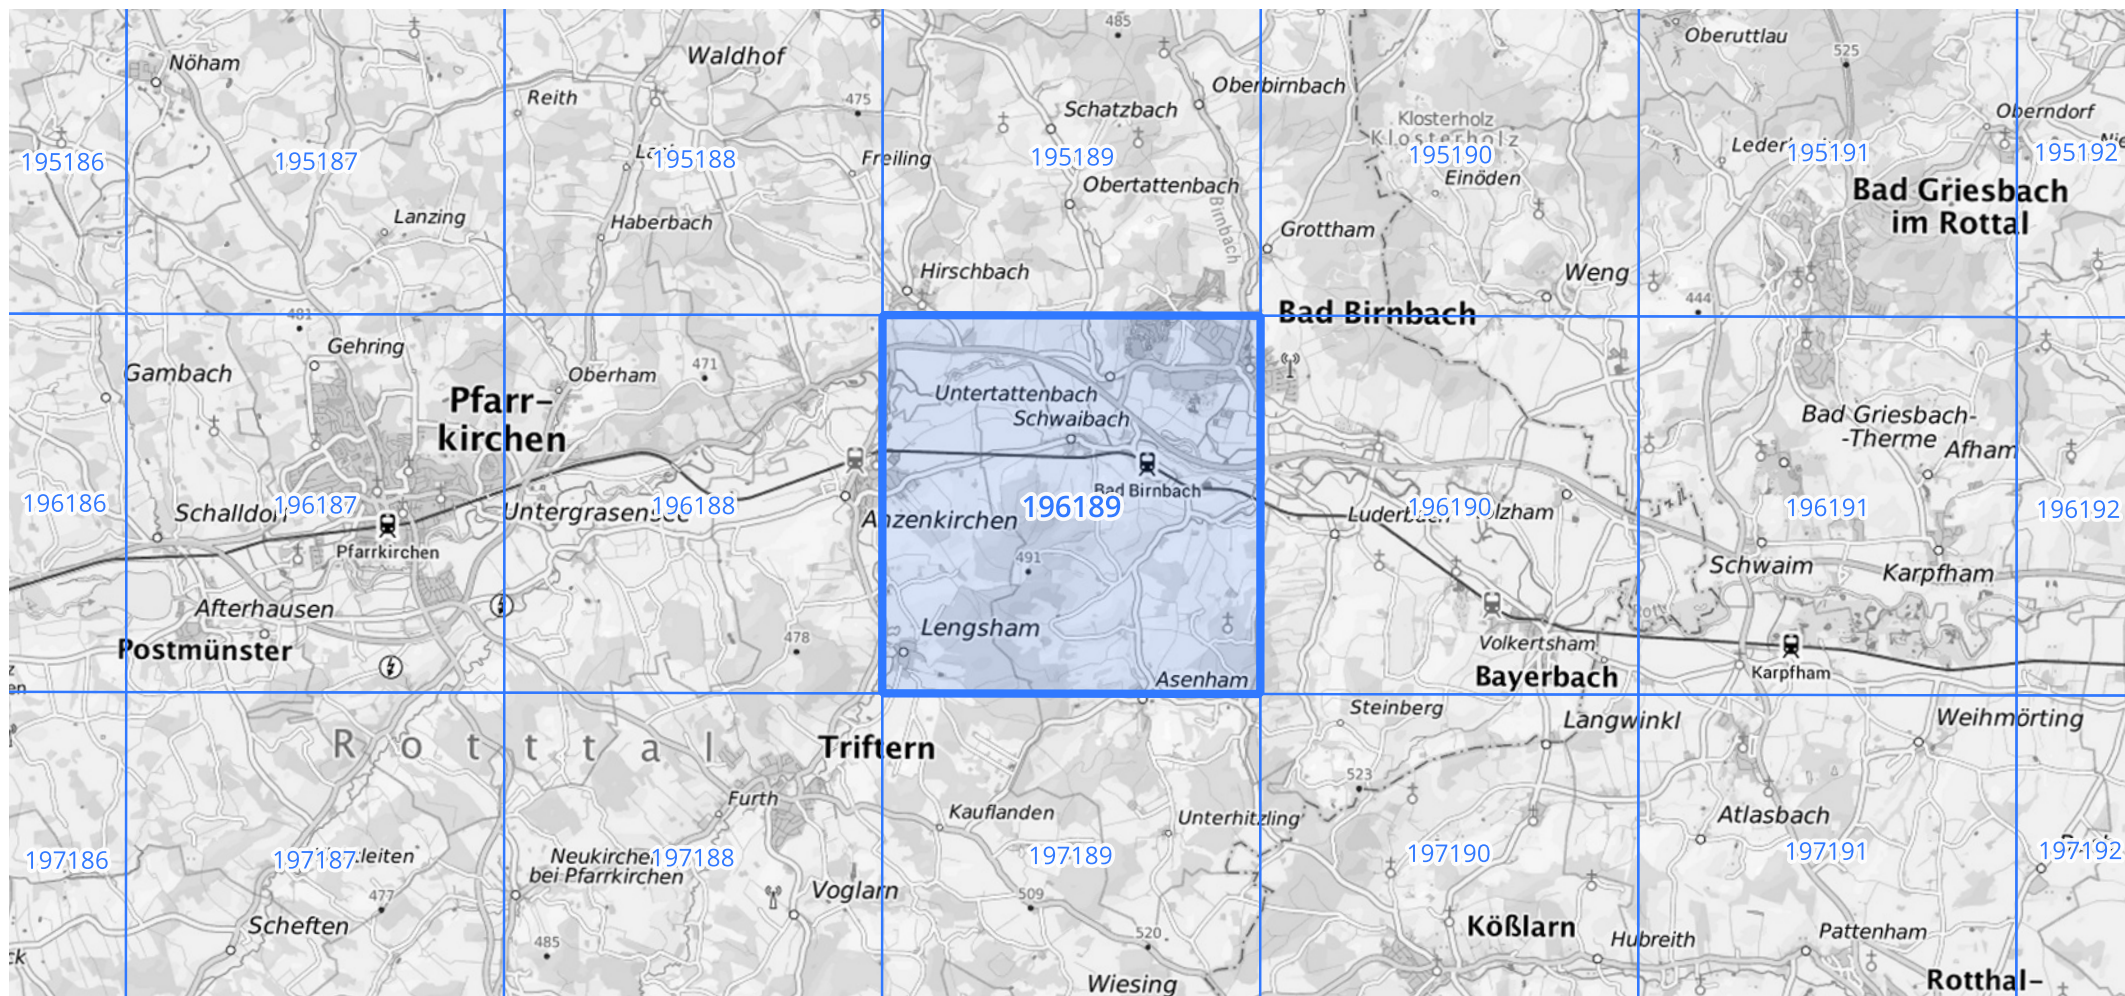 485
Nöham
Waldhof
Oberuttlau
525
Reith
475
Schatzbach
Oberbirnbach
Klosterholz
Klosterholz
Oberndorf
195186
195187
195188
Freiling
195189
195190
195191
195192
Obertattenbach
Einöden
Bad Griesbach
im Rottal
Lanzing
Haberbach
Birnbach
Grottham
Hirschbach
Weng
444
481
Bad Birnbach
Gehring
Gambach
Oberham
471
Pfarr-
kirchen
Untertattenbach
Schwaibach
Bad Griesbach-
-Therme
Afham
196186
196187
196188
196189
196190
196191
196192
Bad Birnbach
Anzenkirchen
Pfarrkirchen
491
Schwaim
Karpfham
Afterhausen
Postmünster
478
Lengsham
Asenham
Rott
Volkertsham
Bayerbach
Karpfham
Steinberg
Langwinkl
Weihmörting
Rotttal
Triftern
523
Furth
Kauflanden
Unterhitzling
Atlasbach
197186
197187
197188
197189
197190
197191
197192
bei Pfarrkirchen
477
Voglarn
509
Scheften
485
520
Kößlarn
Hubreith
Pattenham
Wiesing
Rotthal-